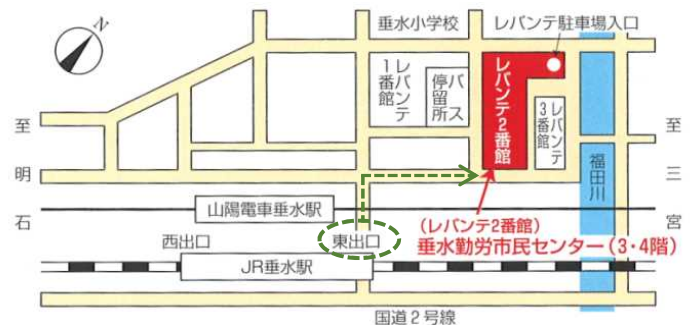 N
垂水小学校
レバンテ駐車場入口
レバンテ
1番館
バス
停留所
レバンテ2番館
レバンテ
3番館
至明石
至三宮
福田川
山陽電車垂水駅
(レバンテ2番館)
垂水勤労市民センター(3・4階)
西出口
東出口
JR垂水駅
国道2号線